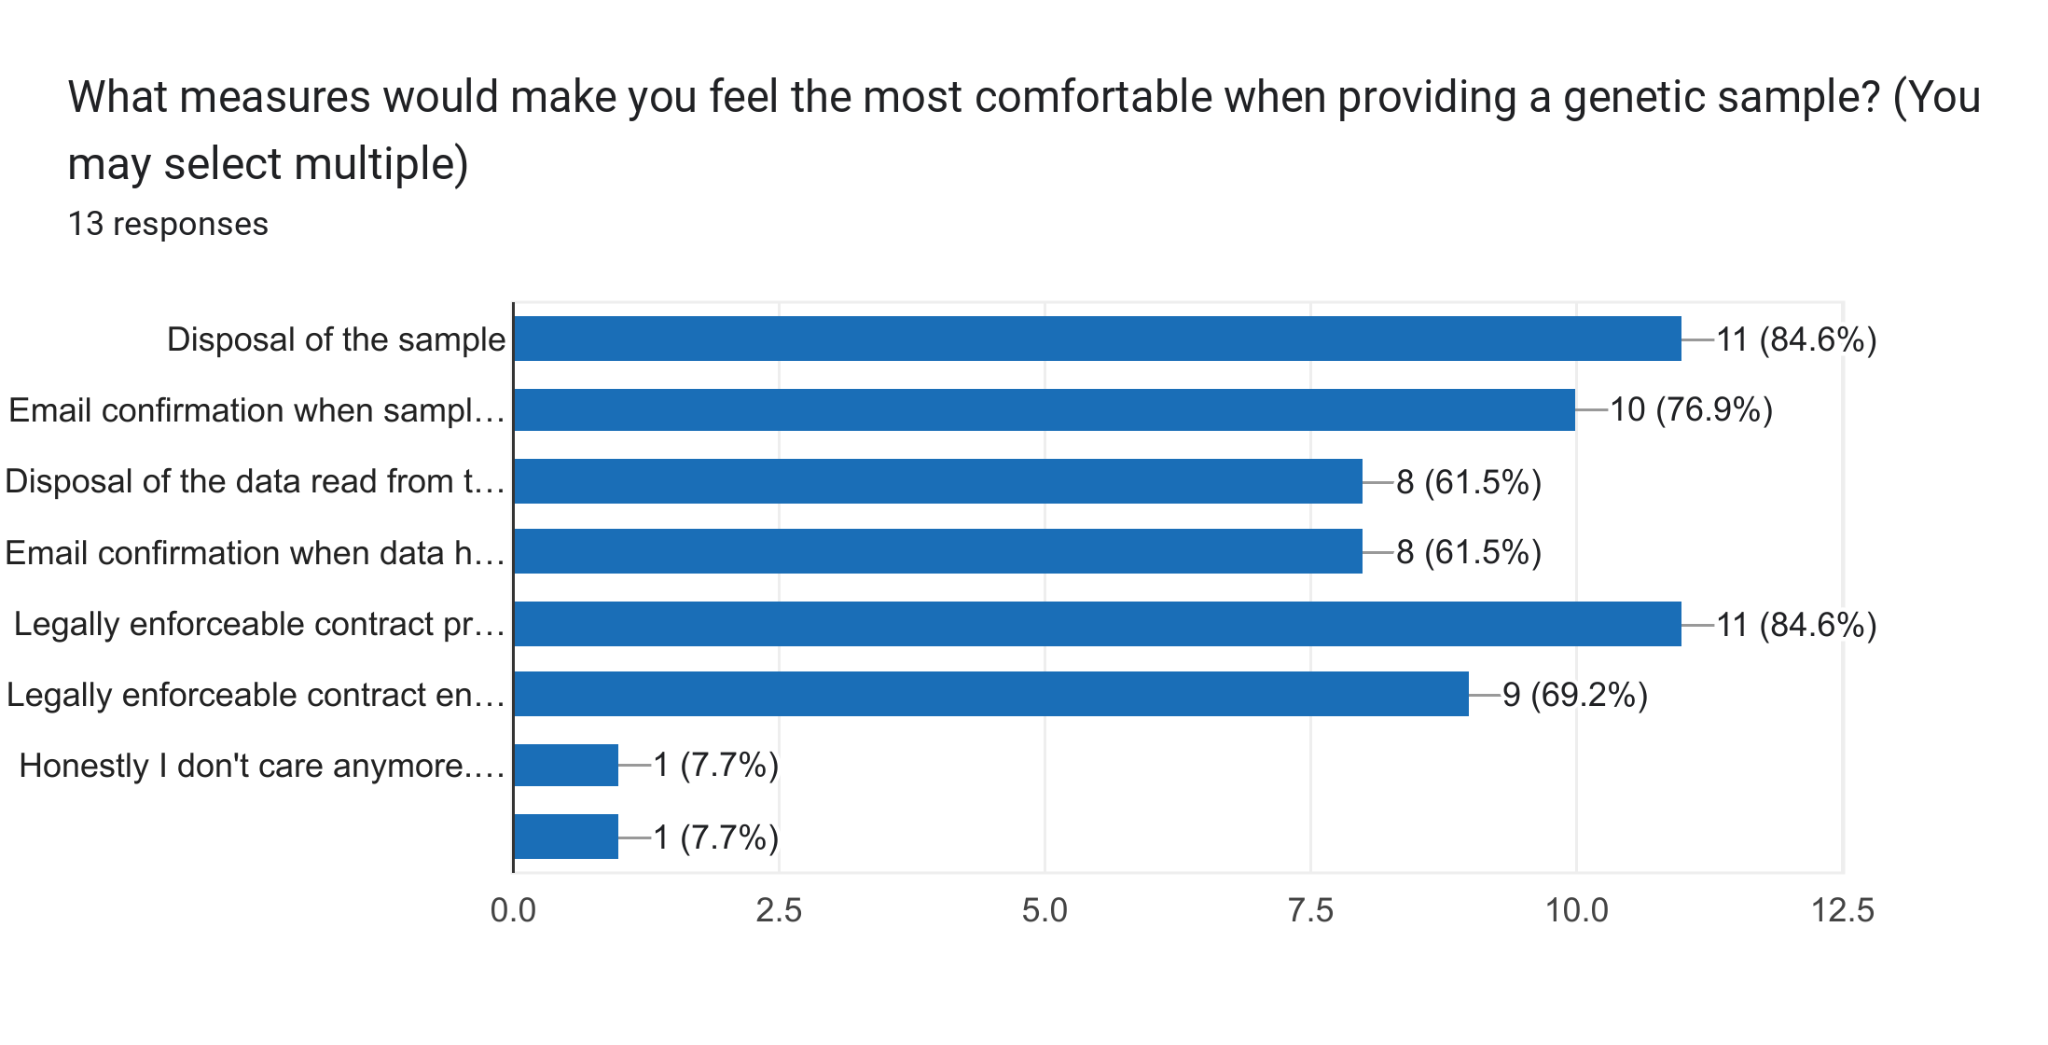 What measures would make you feel the most comfortable when providing a genetic sample? (You
may select multiple)
13 responses
Disposal of the sample
11 (84.6%)
Email confirmation when sampl…
10 (76.9%)
Disposal of the data read from t…
8 (61.5%)
Email confirmation when data h…
8 (61.5%)
Legally enforceable contract pr…
11 (84.6%)
Legally enforceable contract en…
9 (69.2%)
Honestly I don't care anymore.…
1 (7.7%)
1 (7.7%)
0.0 2.5 5.0 7.5 10.0 12.5